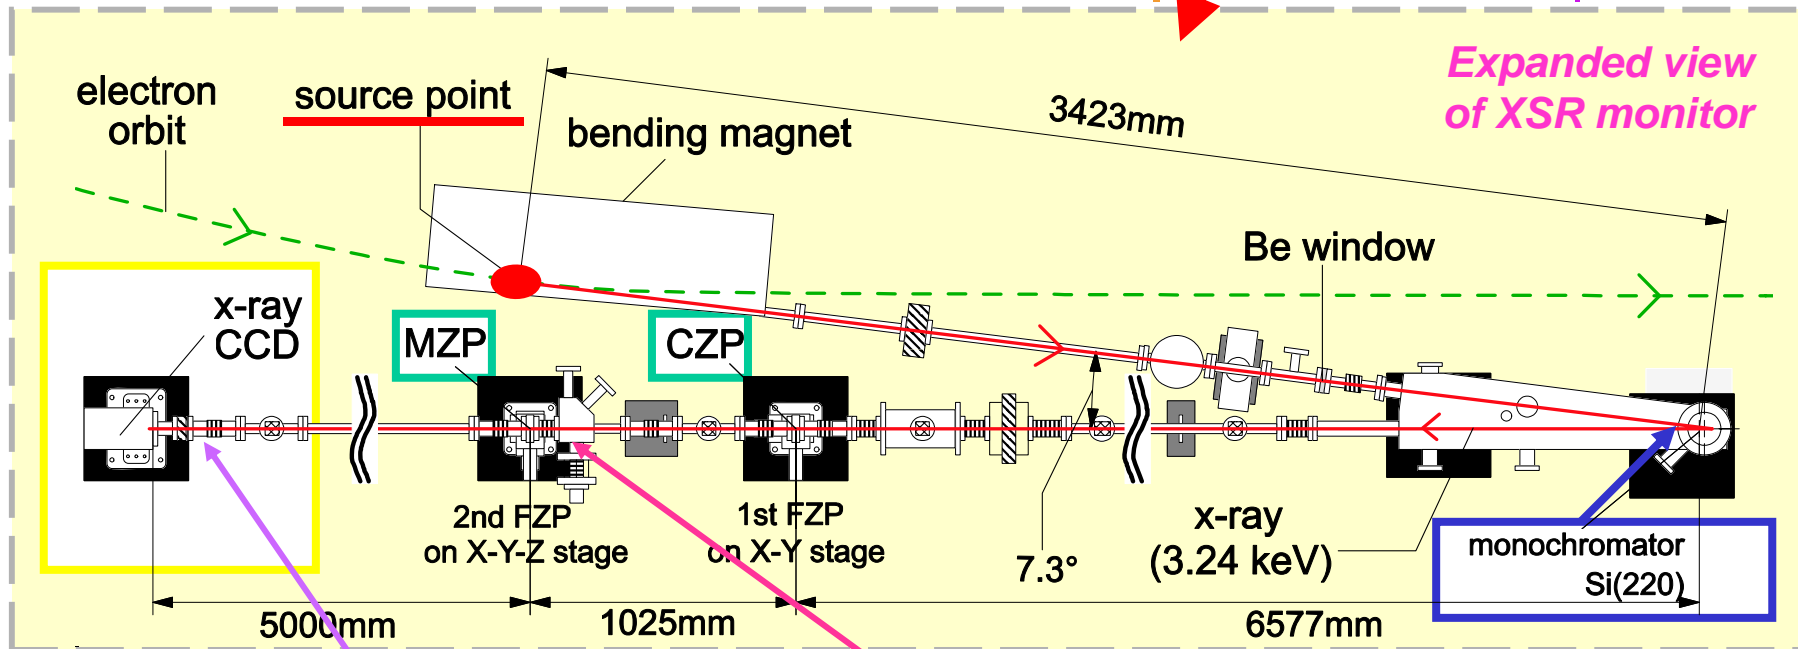 Expanded view
of XSR monitor
electron
orbit
source point
bending magnet
3423mm
Be window
x-ray
CCD
MZP
CZP
2nd FZP
on X-Y-Z stage
1st FZP
on X-Y stage
7.3°
x-ray
(3.24 keV)
monochromator
Si(220)
5000mm
1025mm
6577mm